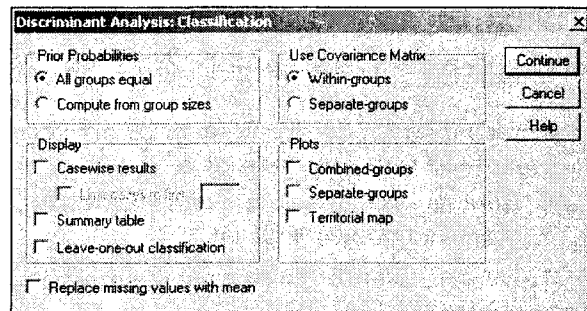 Discriminant Analysis: Classification
Prior Probabilities
All groups equal
Compute from group sizes
Use Covariance Matrix
Within-groups
Separate-groups
Continue
Cancel
Help
Display
Casewise results
Summary table
Leave-one-out classification
Plots
Combined-groups
Separate-groups
Territorial map
Replace missing values with mean